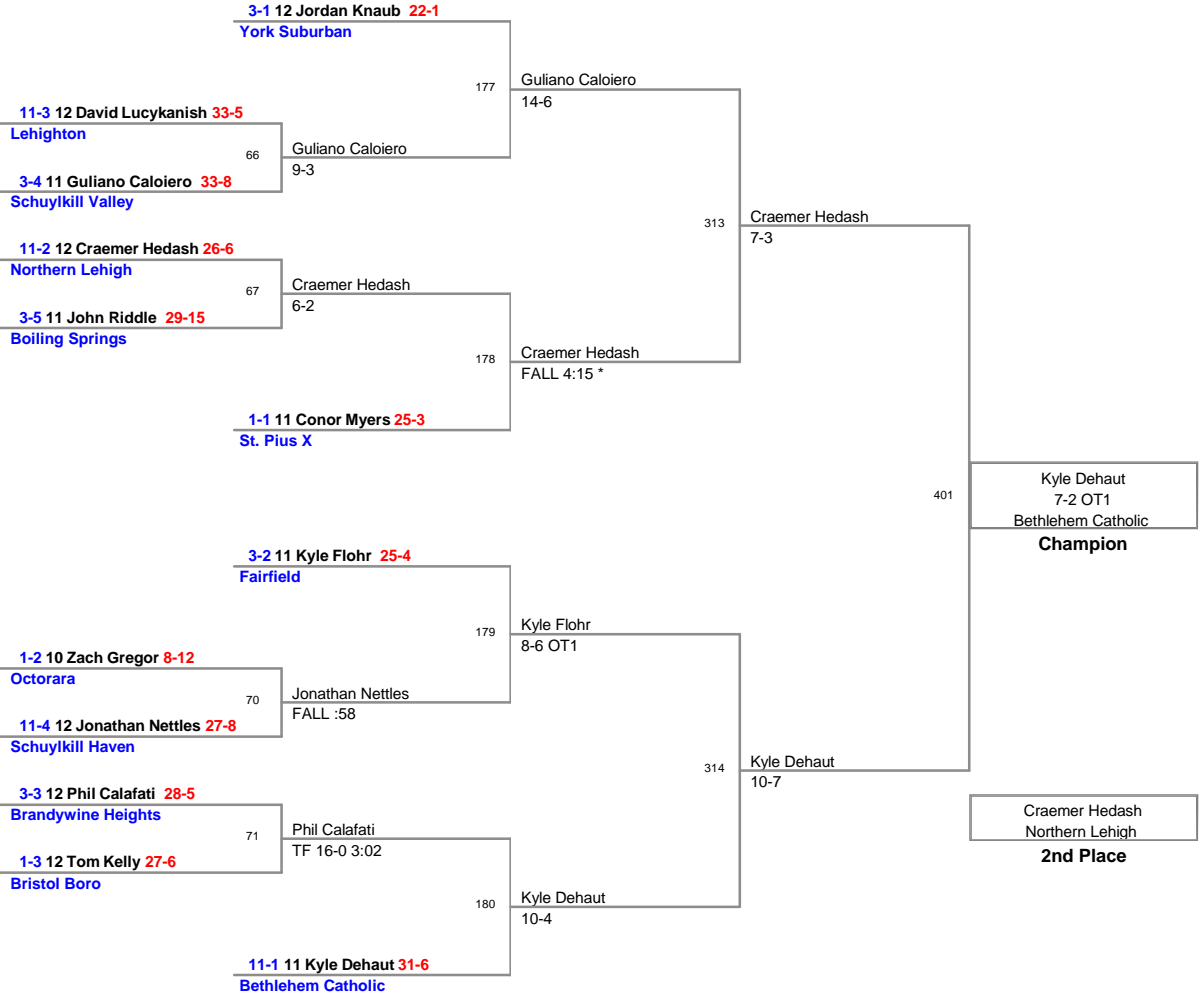 3-1 12 Jordan Knaub 22-1
York Suburban
177
Guliano Caloiero
14-6
11-3 12 David Lucykanish 33-5
Lehighton
66
Guliano Caloiero
9-3
3-4 11 Guliano Caloiero 33-8
Schuylkill Valley
313
Craemer Hedash
7-3
11-2 12 Craemer Hedash 26-6
Northern Lehigh
67
Craemer Hedash
6-2
3-5 11 John Riddle 29-15
Boiling Springs
178
Craemer Hedash
FALL 4:15 *
1-1 11 Conor Myers 25-3
St. Pius X
401
Kyle Dehaut
7-2 OT1
Bethlehem Catholic
Champion
3-2 11 Kyle Flohr 25-4
Fairfield
179
Kyle Flohr
8-6 OT1
1-2 10 Zach Gregor 8-12
Octorara
70
Jonathan Nettles
FALL :58
11-4 12 Jonathan Nettles 27-8
Schuylkill Haven
314
Kyle Dehaut
10-7
3-3 12 Phil Calafati 28-5
Brandywine Heights
71
Phil Calafati
TF 16-0 3:02
1-3 12 Tom Kelly 27-6
Bristol Boro
Craemer Hedash
Northern Lehigh
2nd Place
180
Kyle Dehaut
10-4
11-1 11 Kyle Dehaut 31-6
Bethlehem Catholic